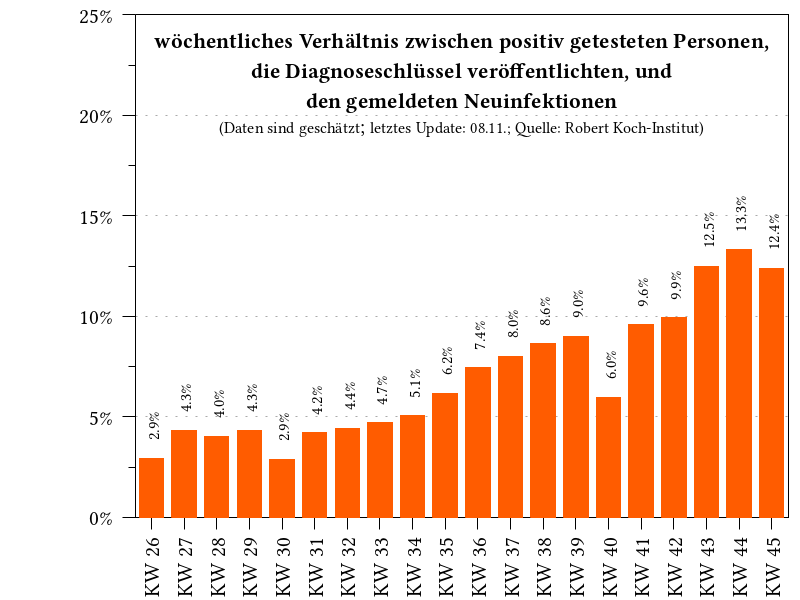 25%
wöchentliches Verhältnis zwischen positiv getesteten Personen,
die Diagnoseschlüssel veröffentlichten, und
den gemeldeten Neuinfektionen
20%
(Daten sind geschätzt; letztes Update: 08.11.; Quelle: Robert Koch-Institut)
15%
10%
5%
0%
2.9%
4.3%
4.0%
4.3%
2.9%
4.2%
4.4%
4.7%
5.1%
6.2%
7.4%
8.0%
8.6%
9.0%
6.0%
9.6%
9.9%
12.5%
13.3%
12.4%
KW 26
KW 27
KW 28
KW 29
KW 30
KW 31
KW 32
KW 33
KW 34
KW 35
KW 36
KW 37
KW 38
KW 39
KW 40
KW 41
KW 42
KW 43
KW 44
KW 45